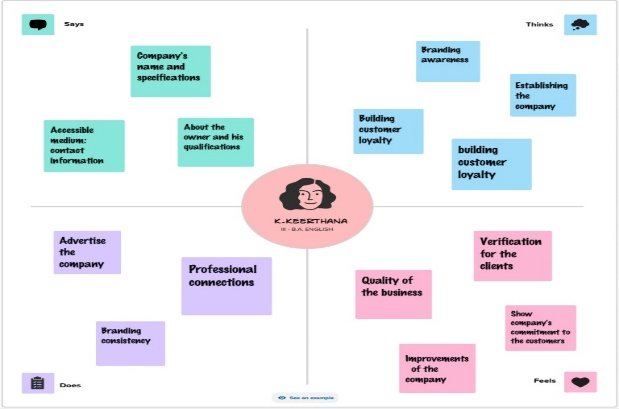 Says
Thinks
Company's
name and
specifications
Accessible
medium:
contact
information
About the
owner and his
qualifications
Branding
awareness
Establishing
the
company
Building
customer
loyalty
building
customer
loyalty
K.KEERTHANA
III - B.A. ENGLISH
Advertise
the
company
Professional
connections
Branding
consistency
Verification
for the
clients
Quality of
the business
Show
company's
commitment to
the customers
Improvements
of the
company
Does
Feels
See an example